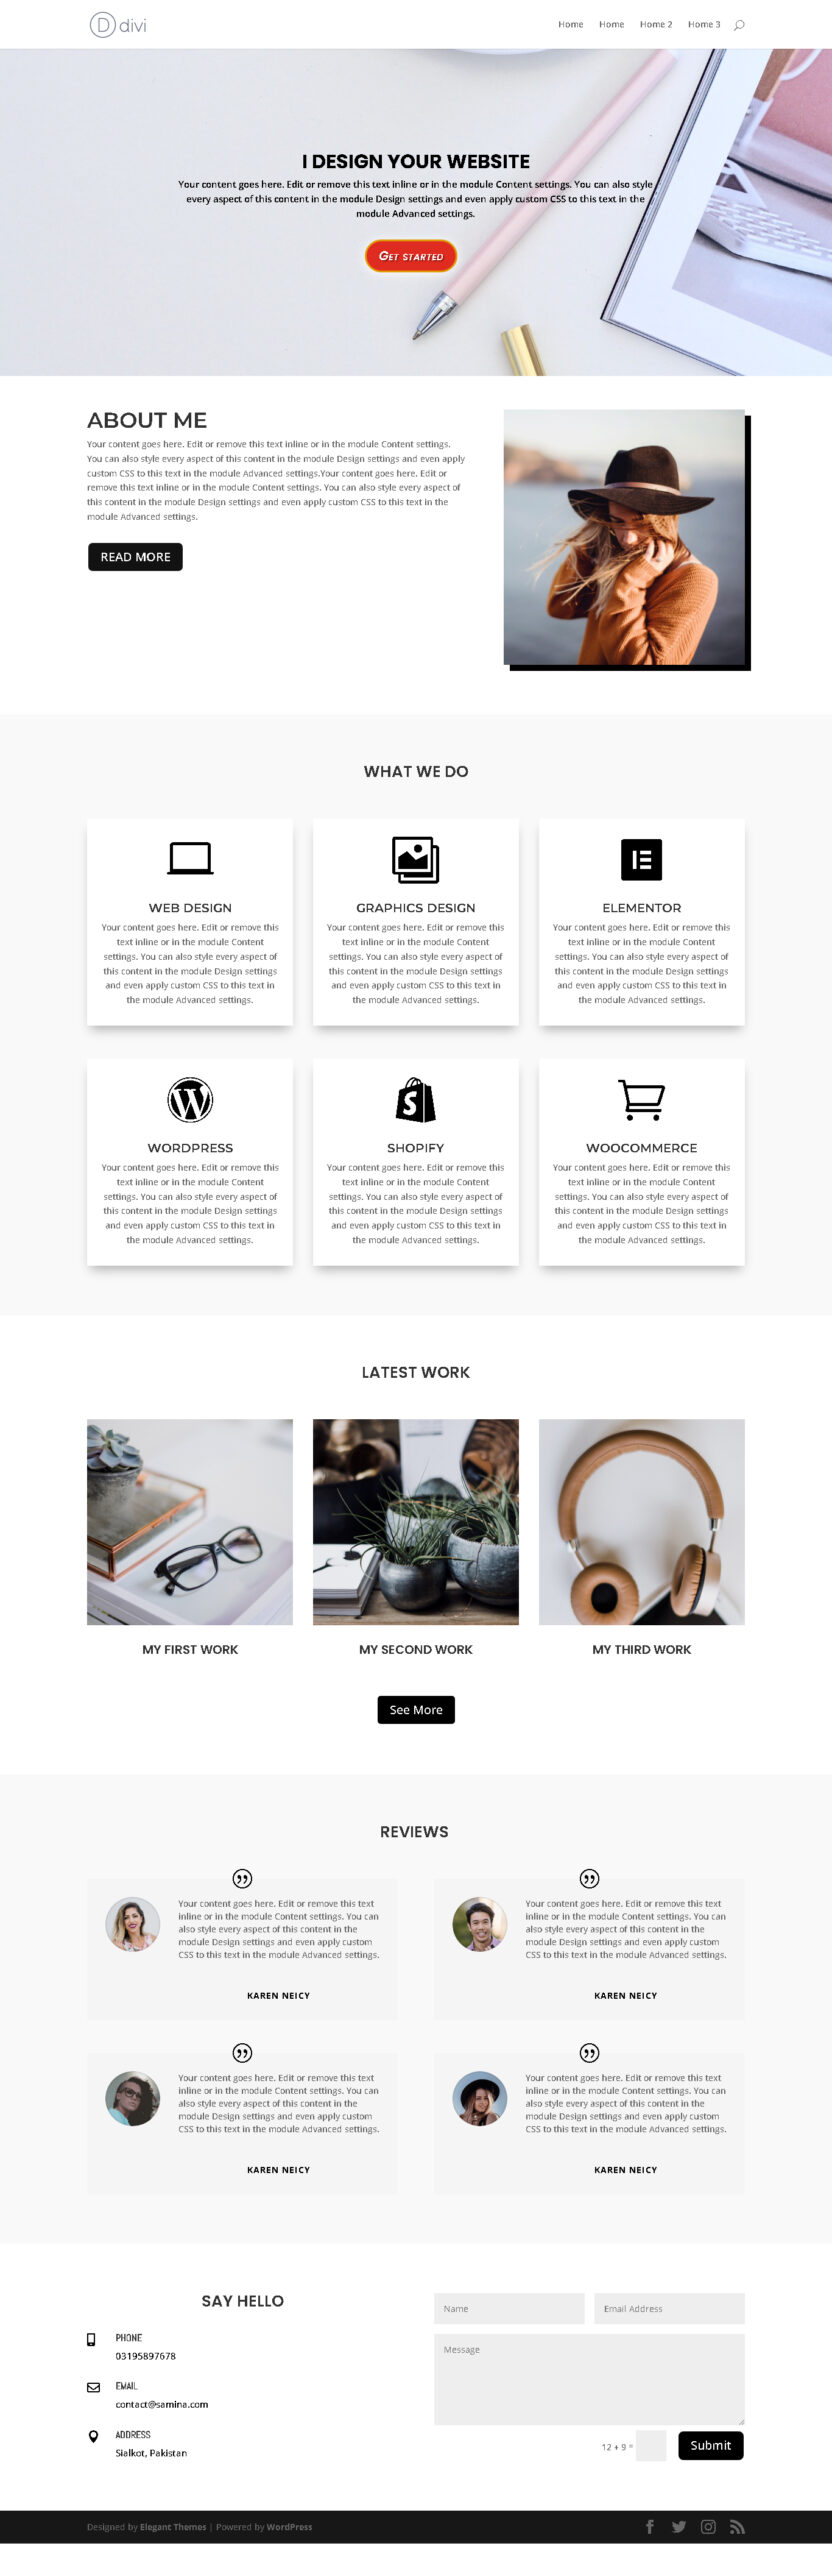 D divi
Home Home Home 2 Home 3
I DESIGN YOUR WEBSITE
Your content goes here. Edit or remove this text inline or in the module Content settings. You can also style
every aspect of this content in the module Design settings and even apply custom CSS to this text in the
module Advanced settings.
Get started
ABOUT ME
Your content goes here. Edit or remove this text inline or in the module Content settings.
You can also style every aspect of this content in the module Design settings and even apply
custom CSS to this text in the module Advanced settings.Your content goes here. Edit or
remove this text inline or in the module Content settings. You can also style every aspect of
this content in the module Design settings and even apply custom CSS to this text in the
module Advanced settings.
READ MORE
WHAT WE DO
WEB DESIGN
Your content goes here. Edit or remove this
text inline or in the module Content
settings. You can also style every aspect of
this content in the module Design settings
and even apply custom CSS to this text in
the module Advanced settings.
GRAPHICS DESIGN
Your content goes here. Edit or remove this
text inline or in the module Content
settings. You can also style every aspect of
this content in the module Design settings
and even apply custom CSS to this text in
the module Advanced settings.
ELEMENTOR
Your content goes here. Edit or remove this
text inline or in the module Content
settings. You can also style every aspect of
this content in the module Design settings
and even apply custom CSS to this text in
the module Advanced settings.
WORDPRESS
Your content goes here. Edit or remove this
text inline or in the module Content
settings. You can also style every aspect of
this content in the module Design settings
and even apply custom CSS to this text in
the module Advanced settings.
SHOPIFY
Your content goes here. Edit or remove this
text inline or in the module Content
settings. You can also style every aspect of
this content in the module Design settings
and even apply custom CSS to this text in
the module Advanced settings.
WOOCOMMERCE
Your content goes here. Edit or remove this
text inline or in the module Content
settings. You can also style every aspect of
this content in the module Design settings
and even apply custom CSS to this text in
the module Advanced settings.
LATEST WORK
MY FIRST WORK
MY SECOND WORK
MY THIRD WORK
See More
REVIEWS
Your content goes here. Edit or remove this text
inline or in the module Content settings. You can
also style every aspect of this content in the
module Design settings and even apply custom
CSS to this text in the module Advanced settings.
KAREN NEICY
Your content goes here. Edit or remove this text
inline or in the module Content settings. You can
also style every aspect of this content in the
module Design settings and even apply custom
CSS to this text in the module Advanced settings.
KAREN NEICY
Your content goes here. Edit or remove this text
inline or in the module Content settings. You can
also style every aspect of this content in the
module Design settings and even apply custom
CSS to this text in the module Advanced settings.
KAREN NEICY
Your content goes here. Edit or remove this text
inline or in the module Content settings. You can
also style every aspect of this content in the
module Design settings and even apply custom
CSS to this text in the module Advanced settings.
KAREN NEICY
SAY HELLO
PHONE
03195897678
EMAIL
contact@samina.com
ADDRESS
Sialkot, Pakistan
Name
Email Address
Message
12 + 9 =
Submit
Designed by Elegant Themes | Powered by WordPress